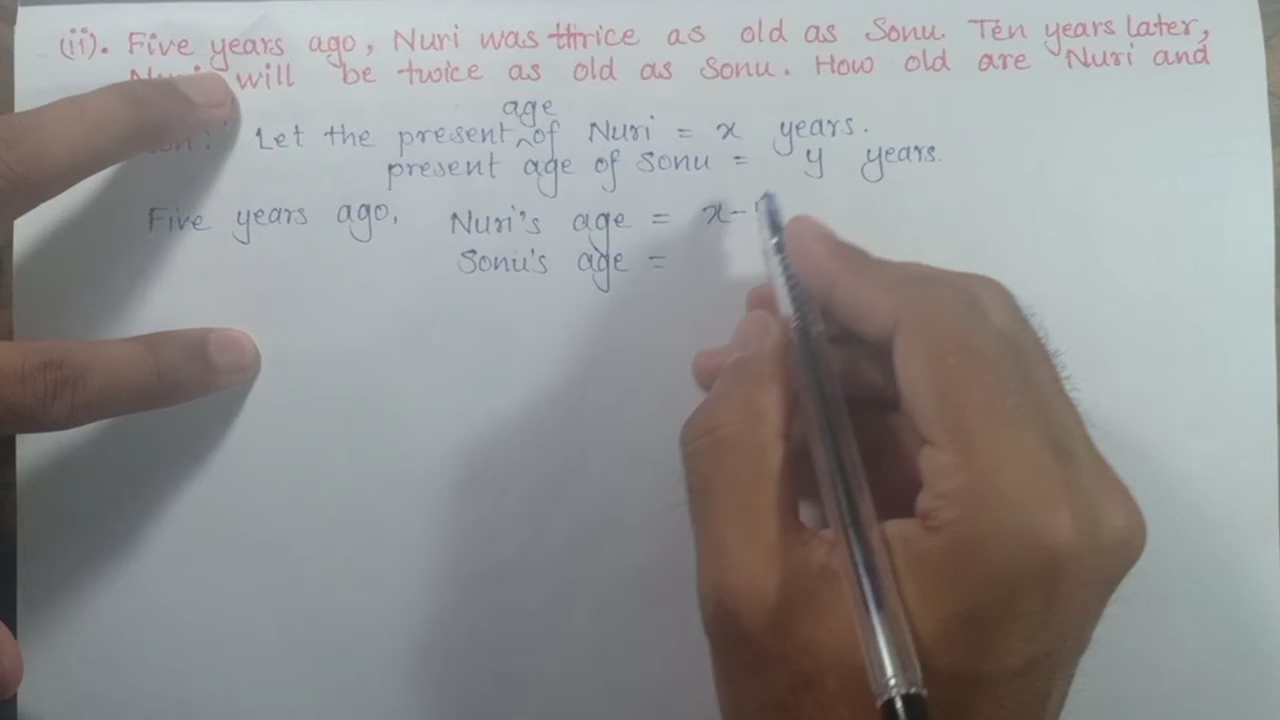 (ii). Five years ago, Nuri was thrice as old as Sonu. Ten years later,
will be twice as old as Sonu. How old are Nuri and
age
Let the present ^ of Nuri = x years.
present age of Sonu = y years.
Five years ago, Nuri's age = x-
Sonu's age =